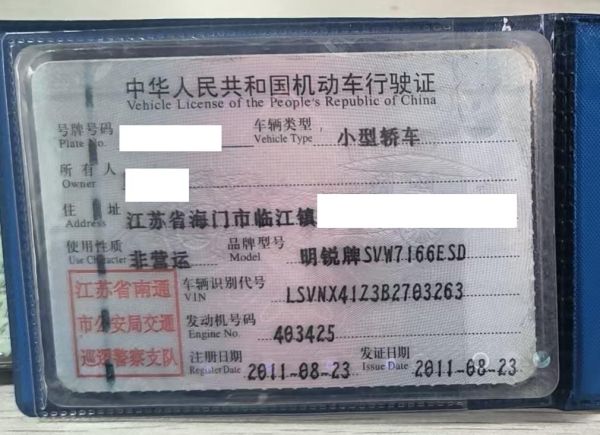 中华人民共和国机动车行驶证
Vehicle License of the People's Republic of China
号牌号码 车辆类型 小型轿车
Plate No. Vehicle Type
所有人
Owner
住址 江苏省海门市临江镇
Address
使用性质 非营运 品牌型号 明锐牌SVW7166ESD
Use Character Model
江苏省南通
市公安局交通
巡逻警察支队
车辆识别代号 LSVNX41Z3B2703263
VIN
发动机号码 403425
Engine No.
注册日期 2011-08-23 发证日期 2011-08-23
Register Date Issue Date